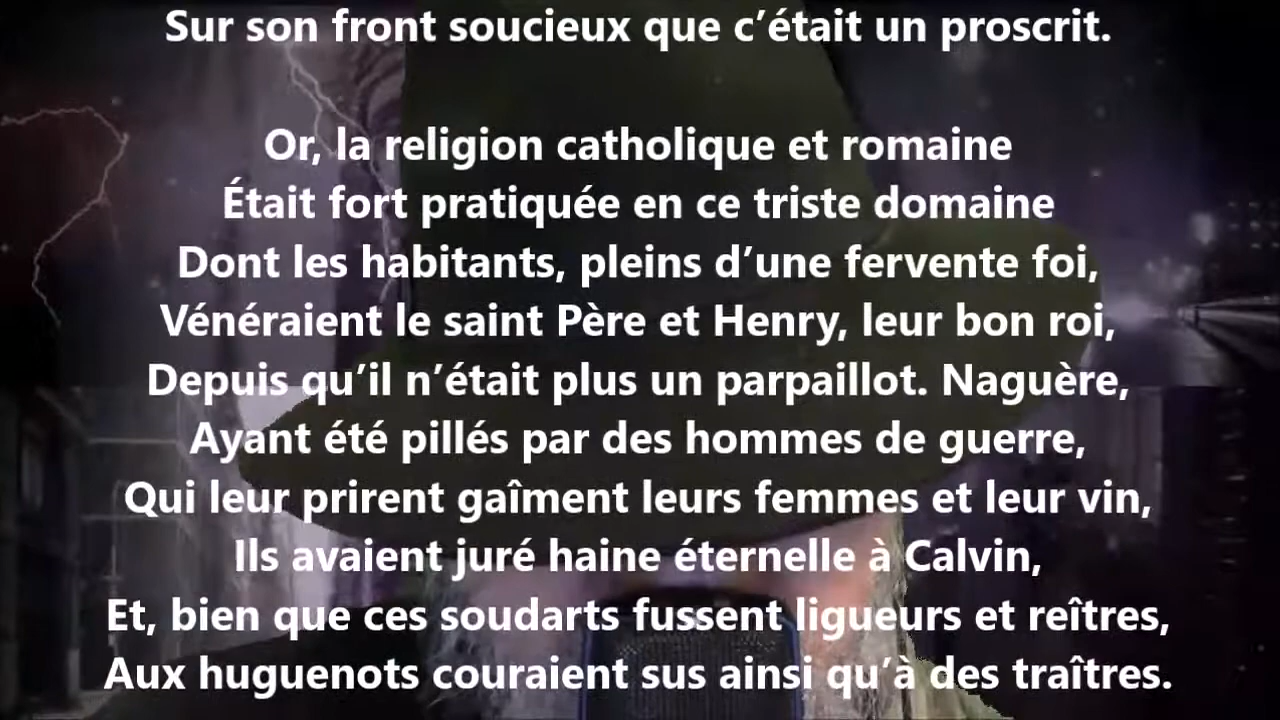 Sur son front soucieux que c’était un proscrit.
Or, la religion catholique et romaine
Était fort pratiquée en ce triste domaine
Dont les habitants, pleins d’une fervente foi,
Vénéraient le saint Père et Henry, leur bon roi,
Depuis qu’il n’était plus un parpaillot. Naguère,
Ayant été pillés par des hommes de guerre,
Qui leur prirent gaîment leurs femmes et leur vin,
Ils avaient juré haine éternelle à Calvin,
Et, bien que ces soudarts fussent ligueurs et reîtres,
Aux huguenots couraient sus ainsi qu’à des traîtres.